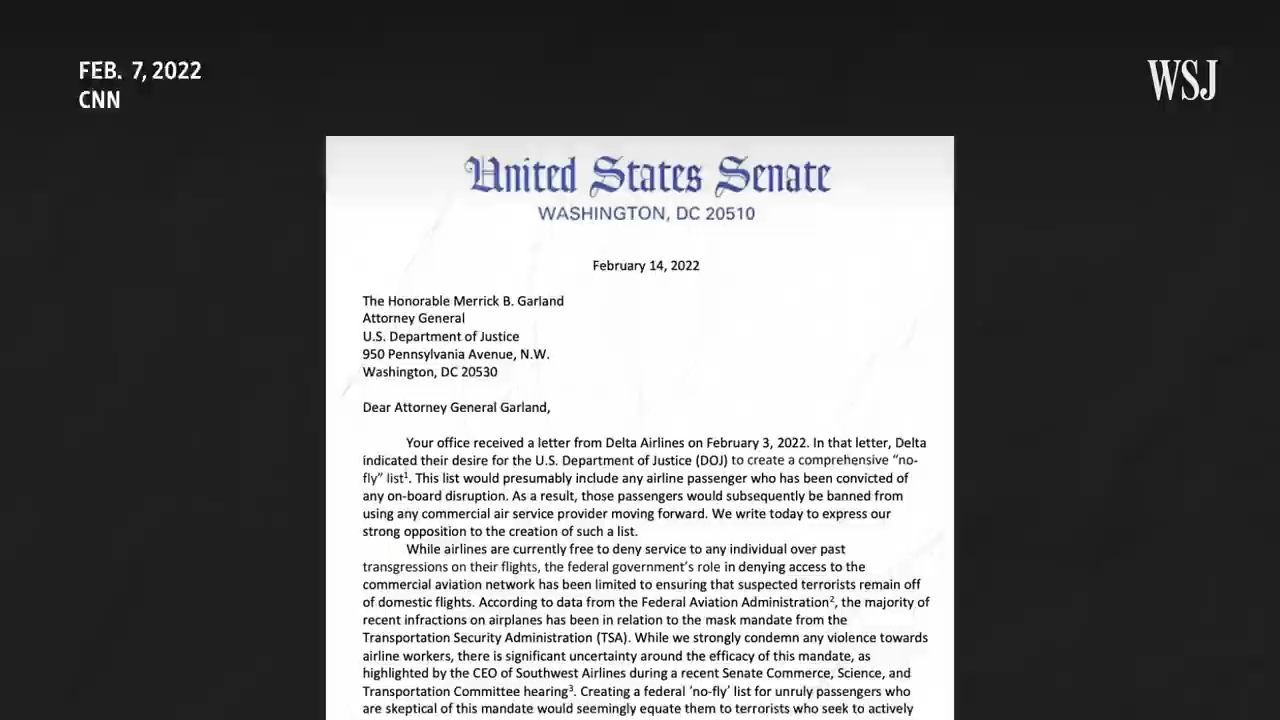 FEB. 7, 2022
CNN
WSJ
United States Senate
WASHINGTON, DC 20510
February 14, 2022
The Honorable Merrick B. Garland
Attorney General
U.S. Department of Justice
950 Pennsylvania Avenue, N.W.
Washington, DC 20530
Dear Attorney General Garland,
Your office received a letter from Delta Airlines on February 3, 2022. In that letter, Delta
indicated their desire for the U.S. Department of Justice (DOJ) to create a comprehensive “no-
fly” list¹. This list would presumably include any airline passenger who has been convicted of
any on-board disruption. As a result, those passengers would subsequently be banned from
using any commercial air service provider moving forward. We write today to express our
strong opposition to the creation of such a list.
While airlines are currently free to deny service to any individual over past
transgressions on their flights, the federal government’s role in denying access to the
commercial aviation network has been limited to ensuring that suspected terrorists remain off
of domestic flights. According to data from the Federal Aviation Administration², the majority of
recent infractions on airplanes has been in relation to the mask mandate from the
Transportation Security Administration (TSA). While we strongly condemn any violence towards
airline workers, there is significant uncertainty around the efficacy of this mandate, as
highlighted by the CEO of Southwest Airlines during a recent Senate Commerce, Science, and
Transportation Committee hearing³. Creating a federal ‘no-fly’ list for unruly passengers who
are skeptical of this mandate would seemingly equate them to terrorists who seek to actively